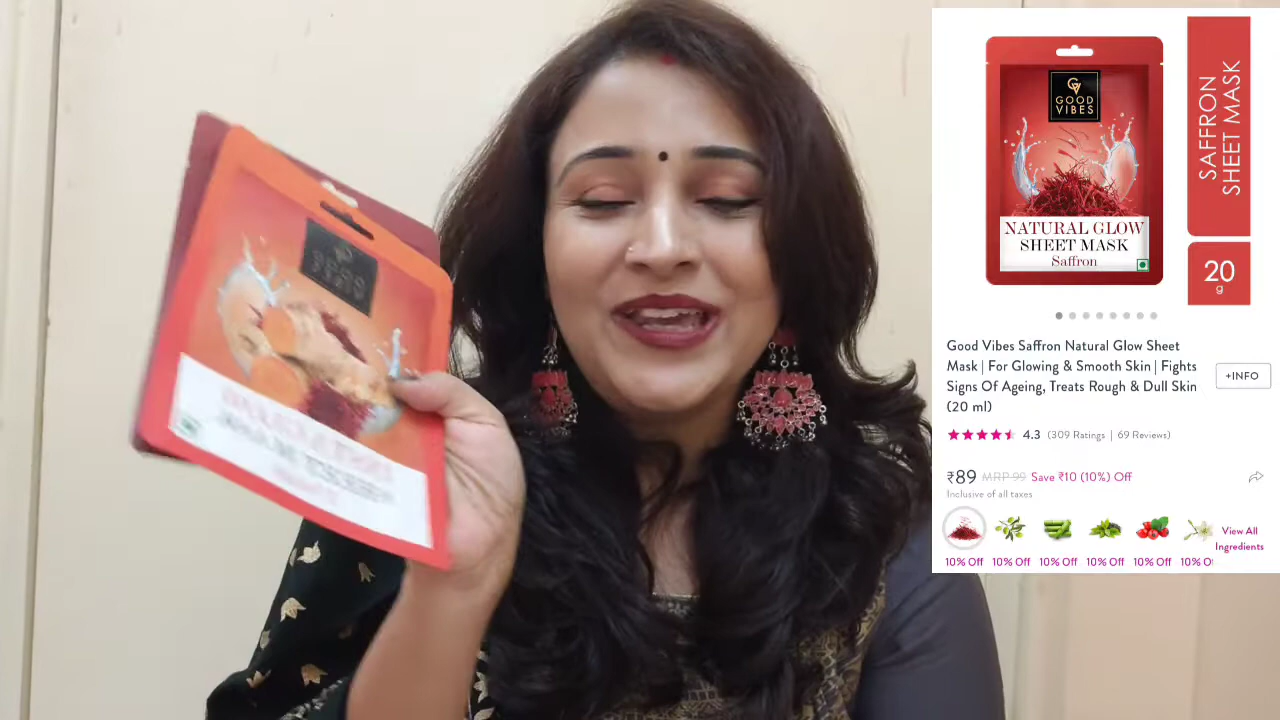 GOOD
VIBES
NATURAL GLOW
SHEET MASK
Saffron
SAFFRON
SHEET MASK
20
g
Good Vibes Saffron Natural Glow Sheet
Mask | For Glowing & Smooth Skin | Fights
Signs Of Ageing, Treats Rough & Dull Skin
(20 ml)
+INFO
4.3 (309 Ratings | 69 Reviews)
₹89 MRP 99 Save ₹10 (10%) Off
Inclusive of all taxes
View All
Ingredients
10% Off 10% Off 10% Off 10% Off 10% Off 10% O